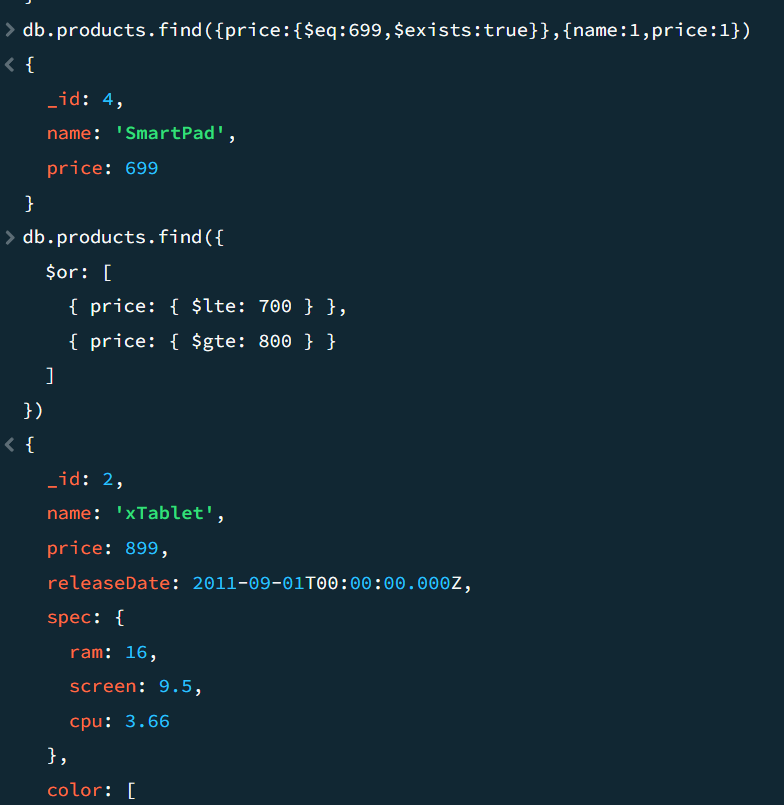 }
> db.products.find({price:{$eq:699,$exists:true}},{name:1,price:1})
< {
_id: 4,
name: 'SmartPad',
price: 699
}
> db.products.find({
$or: [
{ price: { $lte: 700 } },
{ price: { $gte: 800 } }
]
})
< {
_id: 2,
name: 'xTablet',
price: 899,
releaseDate: 2011-09-01T00:00:00.000Z,
spec: {
ram: 16,
screen: 9.5,
cpu: 3.66
},
color: [